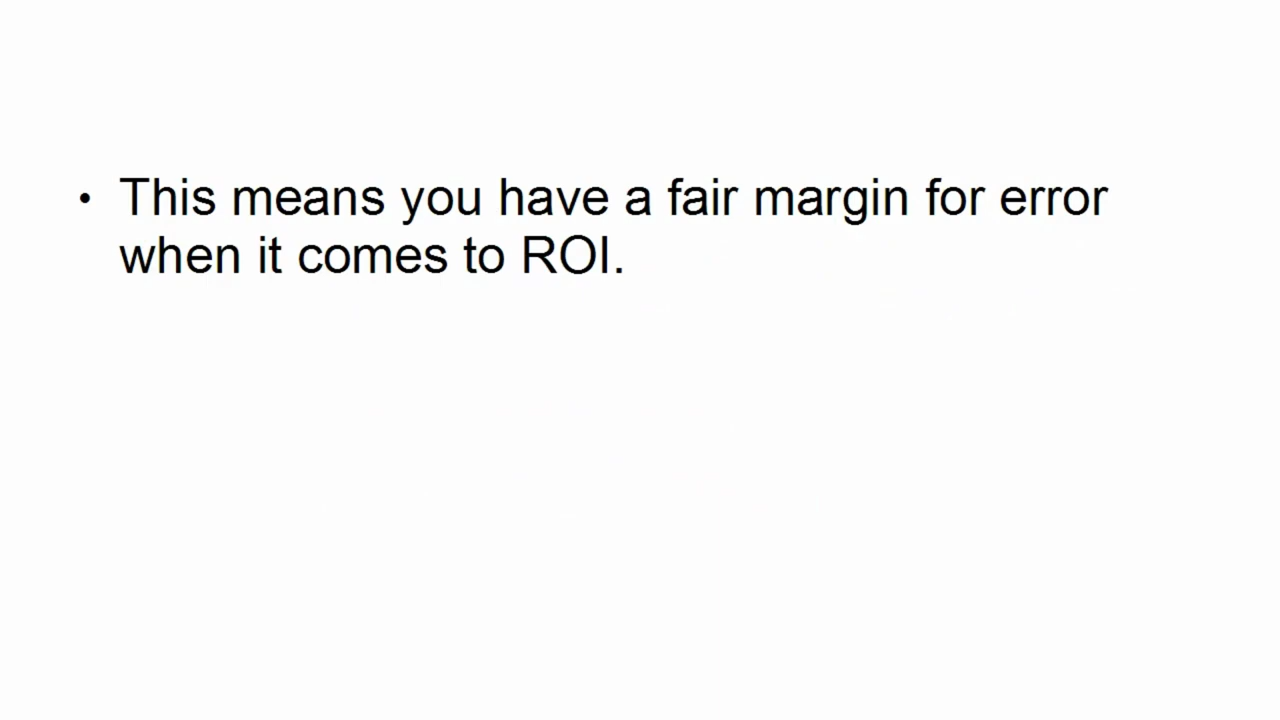 • This means you have a fair margin for error
when it comes to ROI.